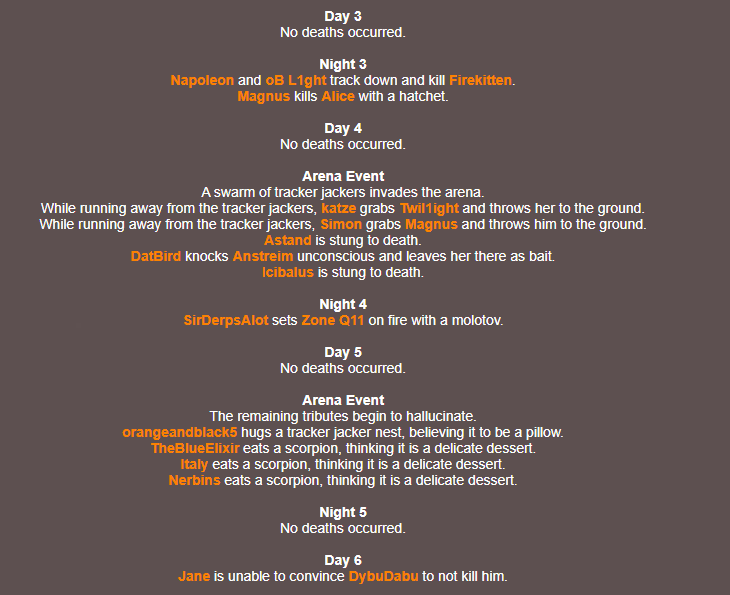 Day 3
No deaths occurred.
Night 3
Napoleon and oB L1ght track down and kill Firekitten.
Magnus kills Alice with a hatchet.
Day 4
No deaths occurred.
Arena Event
A swarm of tracker jackers invades the arena.
While running away from the tracker jackers, katze grabs Twil1ight and throws her to the ground.
While running away from the tracker jackers, Simon grabs Magnus and throws him to the ground.
Astand is stung to death.
DatBird knocks Anstreim unconscious and leaves her there as bait.
Icibalus is stung to death.
Night 4
SirDerpsAlot sets Zone Q11 on fire with a molotov.
Day 5
No deaths occurred.
Arena Event
The remaining tributes begin to hallucinate.
orangeandblack5 hugs a tracker jacker nest, believing it to be a pillow.
TheBlueElixir eats a scorpion, thinking it is a delicate dessert.
Italy eats a scorpion, thinking it is a delicate dessert.
Nerbins eats a scorpion, thinking it is a delicate dessert.
Night 5
No deaths occurred.
Day 6
Jane is unable to convince DybuDabu to not kill him.